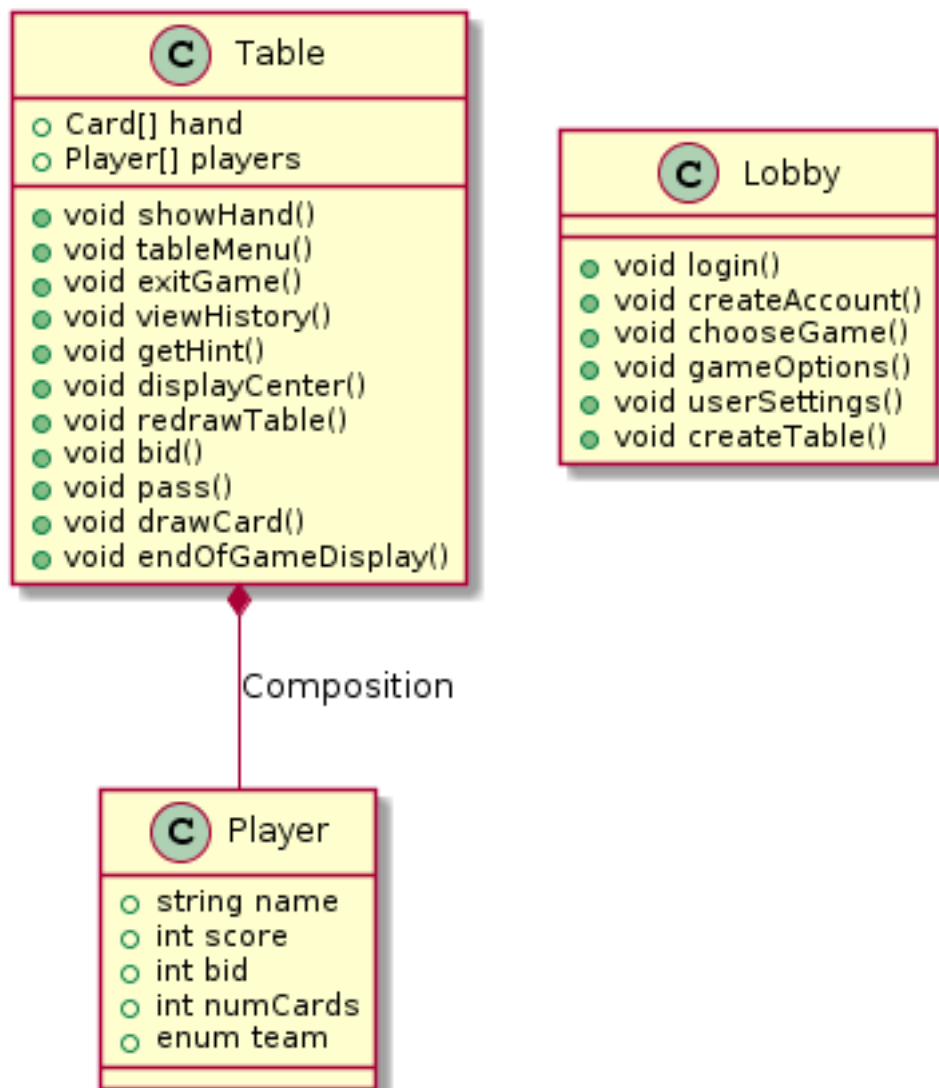 C Table
Card[] hand
Player[] players
void showHand()
void tableMenu()
void exitGame()
void viewHistory()
void getHint()
void displayCenter()
void redrawTable()
void bid()
void pass()
void drawCard()
void endOfGameDisplay()
C Lobby
void login()
void createAccount()
void chooseGame()
void gameOptions()
void userSettings()
void createTable()
Composition
C Player
string name
int score
int bid
int numCards
enum team